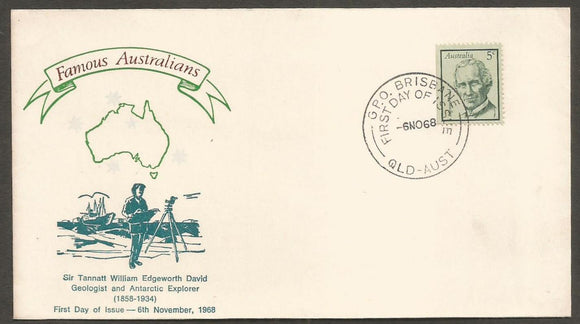 Famous Australians
Australia 5c
G.P.O. BRISBANE
FIRST DAY OF ISSUE
-6NO68
QLD-AUST
Sir Tannatt William Edgeworth David
Geologist and Antarctic Explorer
(1858-1934)
First Day of Issue — 6th November, 1968